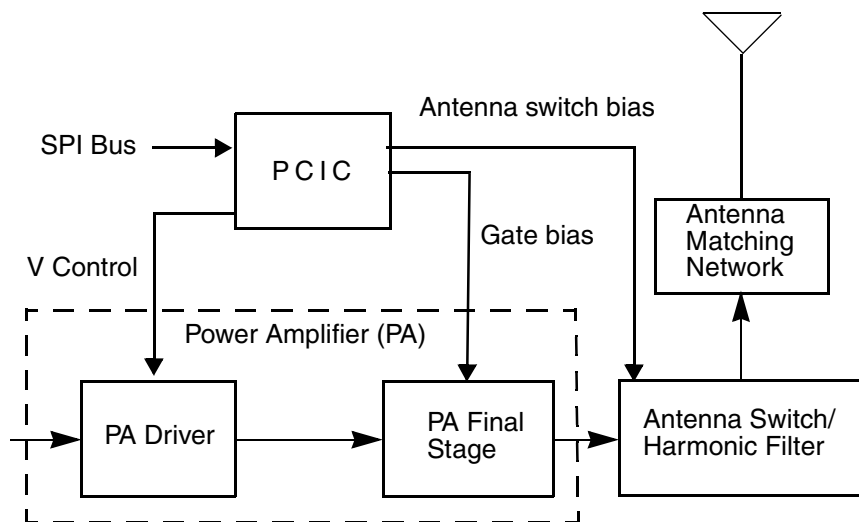 Antenna switch bias
SPI Bus
PCIC
Antenna
Matching
Network
Gate bias
V Control
Power Amplifier (PA)
PA Driver
PA Final
Stage
Antenna Switch/
Harmonic Filter